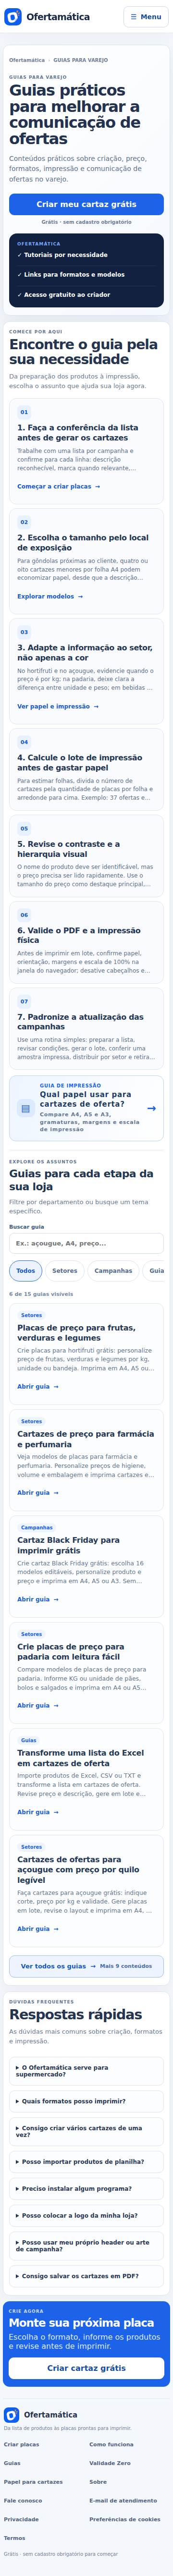 Ofertamática
☰ Menu
Ofertamática › GUIAS PARA VAREJO
GUIAS PARA VAREJO
Guias práticos
para melhorar a
comunicação de
ofertas
Conteúdos práticos sobre criação, preço,
formatos, impressão e comunicação de
ofertas no varejo.
Criar meu cartaz grátis
Grátis · sem cadastro obrigatório
OFERTAMÁTICA
✓ Tutoriais por necessidade
✓ Links para formatos e modelos
✓ Acesso gratuito ao criador
COMECE POR AQUI
Encontre o guia pela
sua necessidade
Da preparação dos produtos à impressão,
escolha o assunto que ajuda sua loja agora.
01
1. Faça a conferência da lista
antes de gerar os cartazes
Trabalhe com uma lista por campanha e
confirme para cada linha: descrição
reconhecível, marca quando relevante,...
Começar a criar placas →
02
2. Escolha o tamanho pelo local
de exposição
Para gôndolas próximas ao cliente, quatro ou
oito cartazes menores por folha A4 podem
economizar papel, desde que a descrição...
Explorar modelos →
03
3. Adapte a informação ao setor,
não apenas a cor
No hortifruti e no açougue, evidencie quando o
preço é por kg; na padaria, deixe clara a
diferença entre unidade e peso; em bebidas ...
Ver papel e impressão →
04
4. Calcule o lote de impressão
antes de gastar papel
Para estimar folhas, divida o número de
cartazes pela quantidade de placas por folha e
arredonde para cima. Exemplo: 37 ofertas e...
05
5. Revise o contraste e a
hierarquia visual
O nome do produto deve ser identificável, mas
o preço precisa ser lido rapidamente. Use o
tamanho do preço como destaque principal,...
06
6. Valide o PDF e a impressão
física
Antes de imprimir em lote, confirme papel,
orientação, margens e escala de 100% na
janela do navegador; desative cabeçalhos e...
07
7. Padronize a atualização das
campanhas
Use uma rotina simples: preparar a lista,
revisar condições, gerar o lote, conferir uma
amostra impressa, distribuir por setor e retira...
GUIA DE IMPRESSÃO
Qual papel usar para
cartazes de oferta?
Compare A4, A5 e A3,
gramaturas, margens e escala
de impressão
→
EXPLORE OS ASSUNTOS
Guias para cada etapa da
sua loja
Filtre por departamento ou busque um tema
específico.
Buscar guia
Ex.: açougue, A4, preço...
Todos Setores Campanhas Guia
6 de 15 guias visíveis
Setores
Placas de preço para frutas,
verduras e legumes
Crie placas para hortifruti grátis: personalize
preço de frutas, verduras e legumes por kg,
unidade ou bandeja. Imprima em A4, A5 ou...
Abrir guia →
Setores
Cartazes de preço para farmácia
e perfumaria
Veja modelos de placas para farmácia e
perfumaria. Personalize preços de higiene,
volume e embalagem e imprima cartazes e...
Abrir guia →
Campanhas
Cartaz Black Friday para
imprimir grátis
Crie cartaz Black Friday grátis: escolha 16
modelos editáveis, personalize produto e
preço e imprima em A4, A5 ou A3. Sem...
Abrir guia →
Setores
Crie placas de preço para
padaria com leitura fácil
Compare modelos de placas de preço para
padaria. Informe KG ou unidade de pães,
bolos e salgados e imprima em A4 ou A5...
Abrir guia →
Guias
Transforme uma lista do Excel
em cartazes de oferta
Importe produtos de Excel, CSV ou TXT e
transforme a lista em cartazes de oferta.
Revise preço e descrição, gere em lote e...
Abrir guia →
Setores
Cartazes de ofertas para
açougue com preço por quilo
legível
Faça cartazes para açougue grátis: indique
corte, preço por kg e validade. Gere placas
em lote, revise o layout e imprima em A4, ...
Abrir guia →
Ver todos os guias → Mais 9 conteúdos
DÚVIDAS FREQUENTES
Respostas rápidas
As dúvidas mais comuns sobre criação, formatos
e impressão.
▸ O Ofertamática serve para
supermercado?
▸ Quais formatos posso imprimir?
▸ Consigo criar vários cartazes de uma
vez?
▸ Posso importar produtos de planilha?
▸ Preciso instalar algum programa?
▸ Posso colocar a logo da minha loja?
▸ Posso usar meu próprio header ou arte
de campanha?
▸ Consigo salvar os cartazes em PDF?
CRIE AGORA
Monte sua próxima placa
Escolha o formato, informe os produtos
e revise antes de imprimir.
Criar cartaz grátis
Ofertamática
Da lista de produtos às placas prontas para imprimir.
Criar placas Como funciona
Guias Validade Zero
Papel para cartazes Sobre
Fale conosco E-mail de atendimento
Privacidade Preferências de cookies
Termos
Grátis · sem cadastro obrigatório para começar